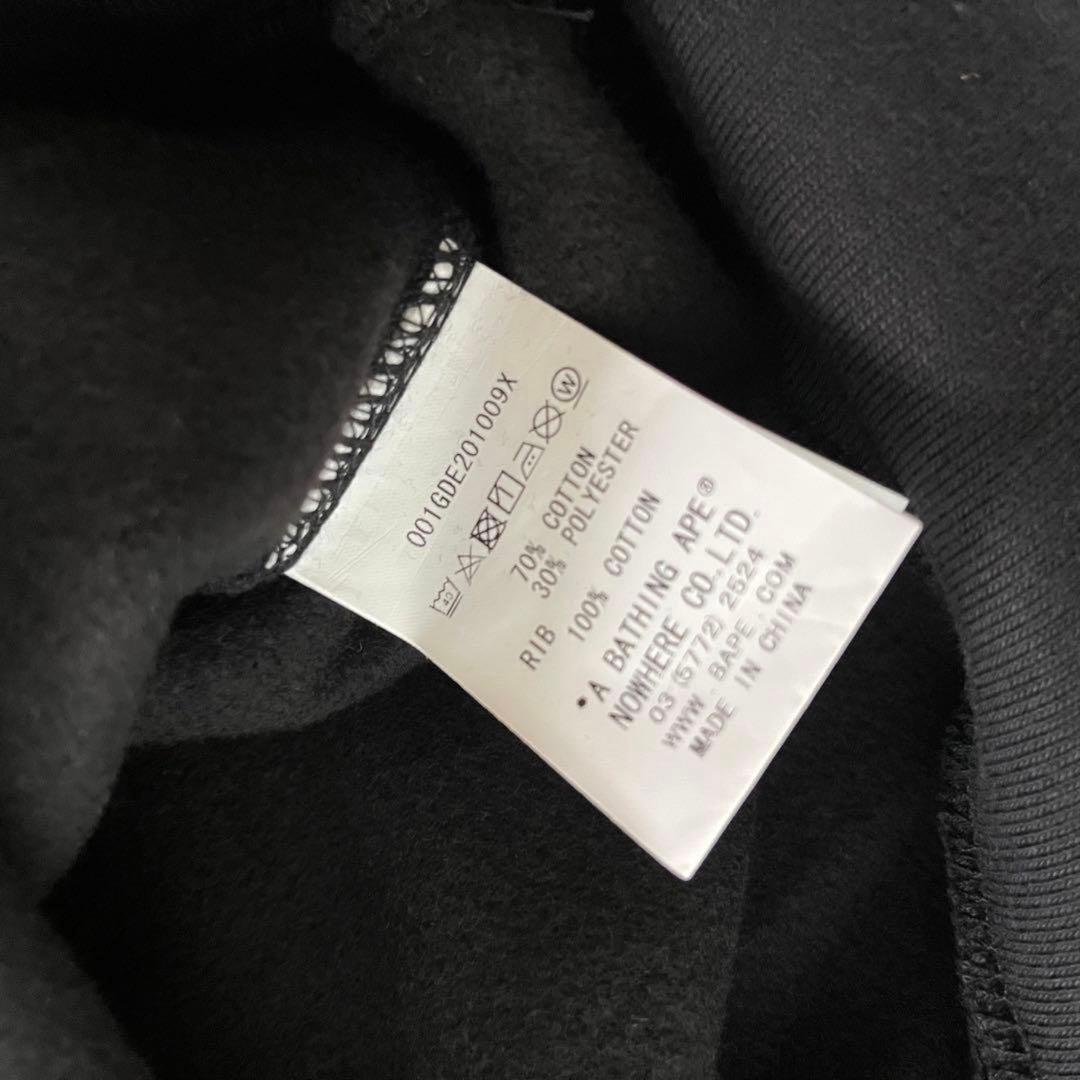 001GDE201009X
40 W
70% COTTON
30% POLYESTER
RIB 100% COTTON
•A BATHING APE®
NOWHERE CO.,LTD.
03 (5772) 2524
WWW. BAPE. COM
MADE IN CHINA